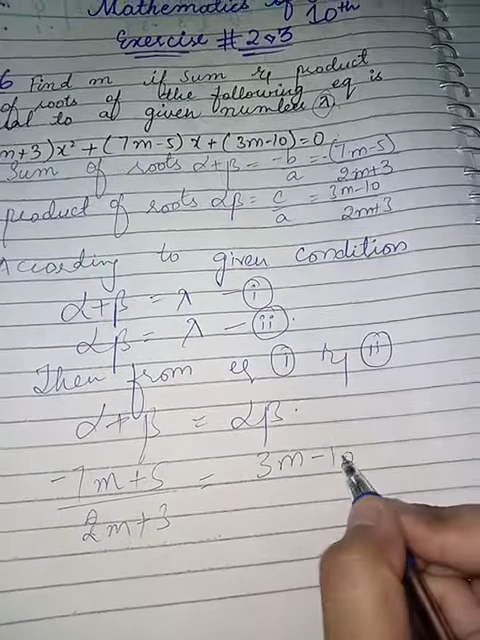 Mathematics of 10th
Exercise # 2.3
6 Find m if sum & product
of roots of the following eq is
al to a given number λ.
m+3)x² + (7m-5)x + (3m-10)=0
Sum of roots α+β = -b/a = -(7m-5)/2m+3
product of roots αβ = c/a = 3m-10/2m+3
According to given condition
α+β = λ - (i)
αβ = λ - (ii).
Then from eq (i) & (ii)
α+β = αβ.
-7m+5/2m+3 = 3m-10